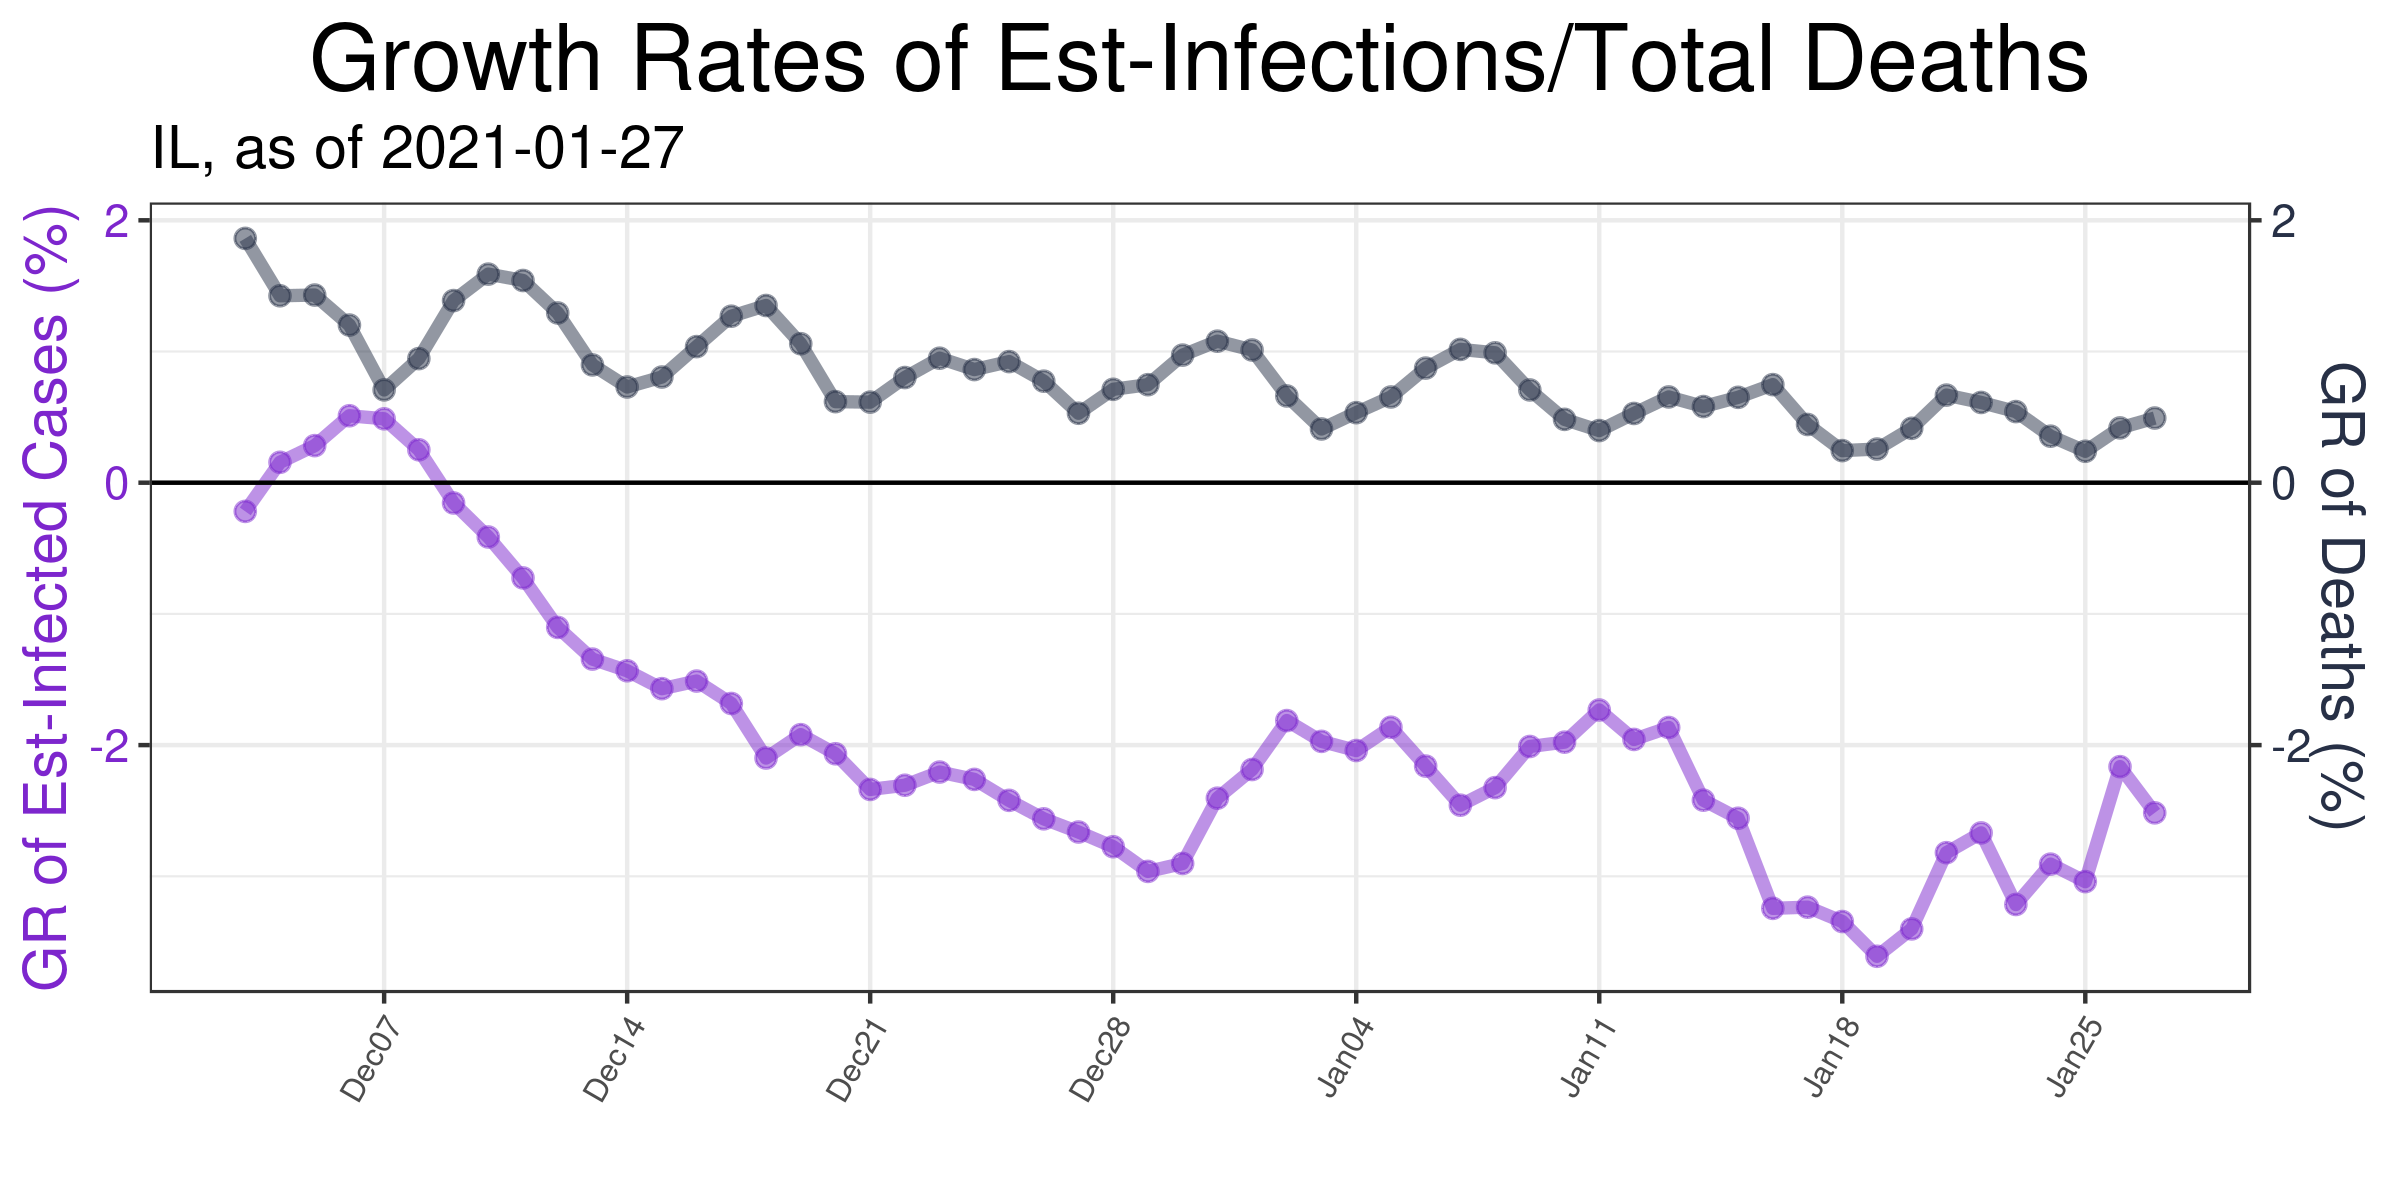 Growth Rates of Est-Infections/Total Deaths
IL, as of 2021-01-27
GR of Est-Infected Cases (%)
2
0
-2
2
0
-2
GR of Deaths (%)
Dec07
Dec14
Dec21
Dec28
Jan04
Jan11
Jan18
Jan25